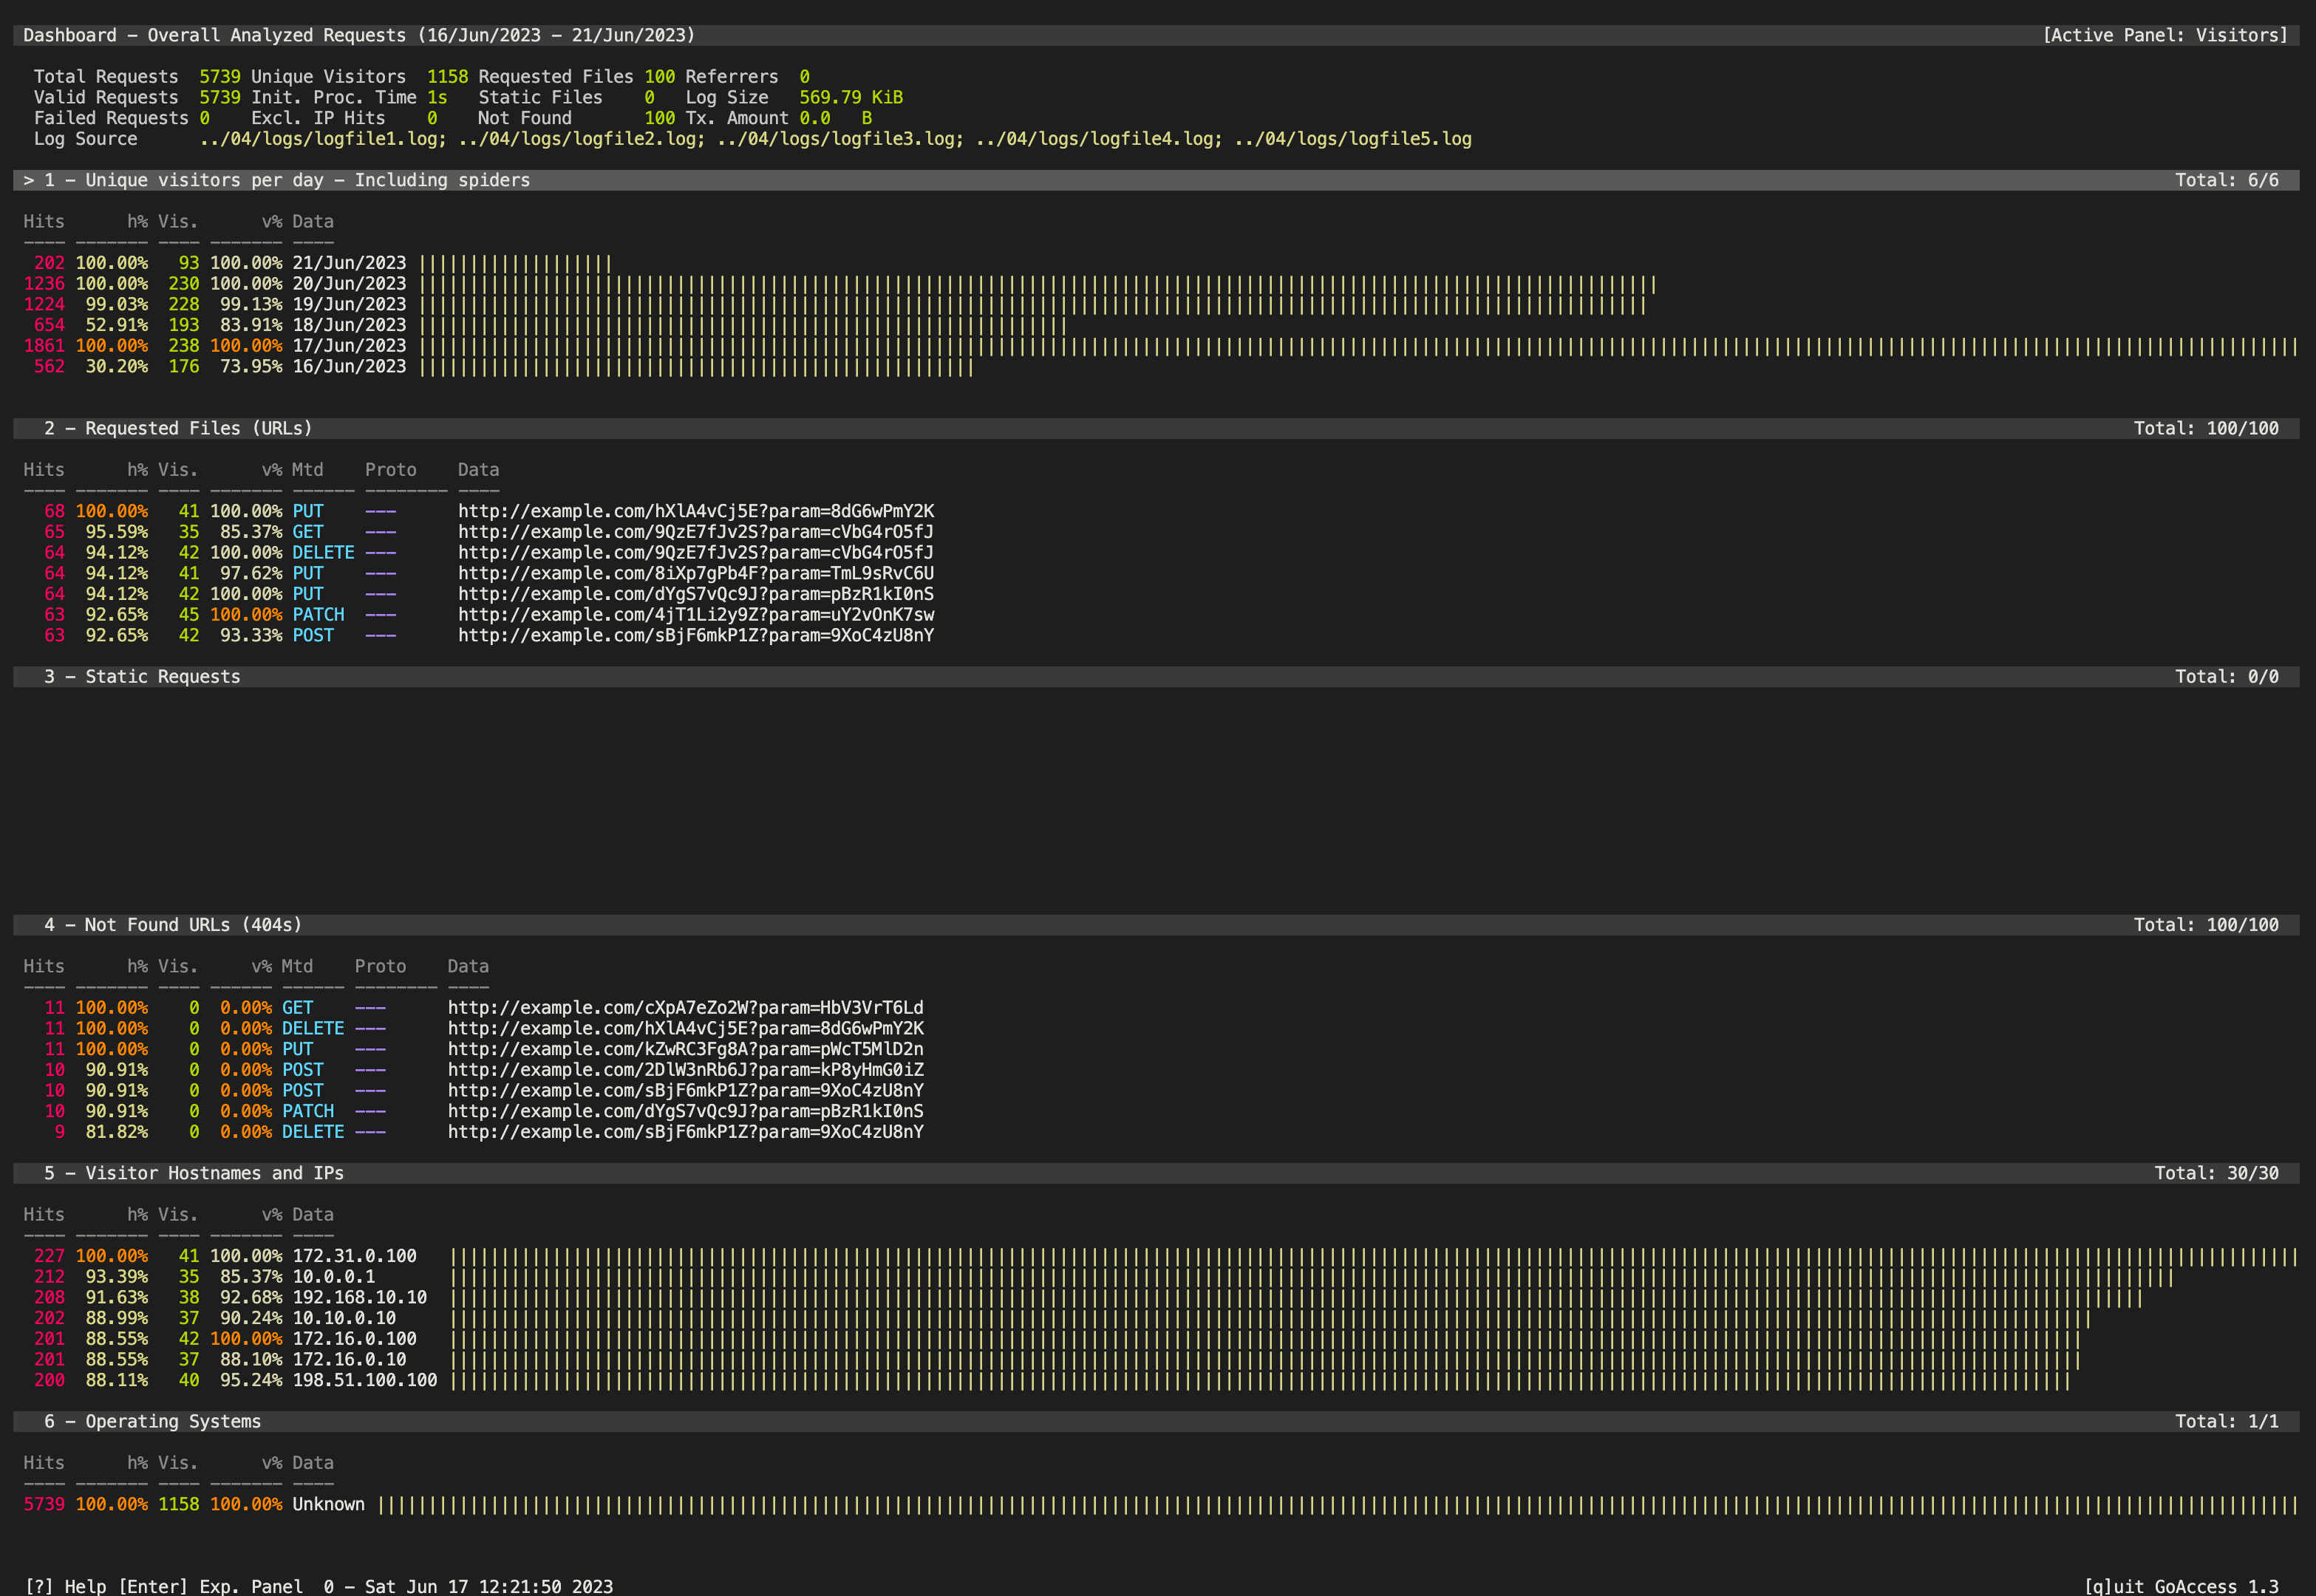 Dashboard - Overall Analyzed Requests (16/Jun/2023 - 21/Jun/2023) [Active Panel: Visitors]
Total Requests 5739 Unique Visitors 1158 Requested Files 100 Referrers 0
Valid Requests 5739 Init. Proc. Time 1s Static Files 0 Log Size 569.79 KiB
Failed Requests 0 Excl. IP Hits 0 Not Found 100 Tx. Amount 0.0 B
Log Source ../04/logs/logfile1.log; ../04/logs/logfile2.log; ../04/logs/logfile3.log; ../04/logs/logfile4.log; ../04/logs/logfile5.log
> 1 - Unique visitors per day - Including spiders Total: 6/6
Hits h% Vis. v% Data
---- ------- ---- ------- ----
202 100.00% 93 100.00% 21/Jun/2023
1236 100.00% 230 100.00% 20/Jun/2023
1224 99.03% 228 99.13% 19/Jun/2023
654 52.91% 193 83.91% 18/Jun/2023
1861 100.00% 238 100.00% 17/Jun/2023
562 30.20% 176 73.95% 16/Jun/2023
2 - Requested Files (URLs) Total: 100/100
Hits h% Vis. v% Mtd Proto Data
---- ------- ---- ------- ------ -------- ----
68 100.00% 41 100.00% PUT --- http://example.com/hXlA4vCj5E?param=8dG6wPmY2K
65 95.59% 35 85.37% GET --- http://example.com/9QzE7fJv2S?param=cVbG4rO5fJ
64 94.12% 42 100.00% DELETE --- http://example.com/9QzE7fJv2S?param=cVbG4rO5fJ
64 94.12% 41 97.62% PUT --- http://example.com/8iXp7gPb4F?param=TmL9sRvC6U
64 94.12% 42 100.00% PUT --- http://example.com/dYgS7vQc9J?param=pBzR1kI0nS
63 92.65% 45 100.00% PATCH --- http://example.com/4jT1Li2y9Z?param=uY2vOnK7sw
63 92.65% 42 93.33% POST --- http://example.com/sBjF6mkP1Z?param=9XoC4zU8nY
3 - Static Requests Total: 0/0
4 - Not Found URLs (404s) Total: 100/100
Hits h% Vis. v% Mtd Proto Data
---- ------- ---- ------ ------ -------- ----
11 100.00% 0 0.00% GET --- http://example.com/cXpA7eZo2W?param=HbV3VrT6Ld
11 100.00% 0 0.00% DELETE --- http://example.com/hXlA4vCj5E?param=8dG6wPmY2K
11 100.00% 0 0.00% PUT --- http://example.com/kZwRC3Fg8A?param=pWcT5MlD2n
10 90.91% 0 0.00% POST --- http://example.com/2DlW3nRb6J?param=kP8yHmG0iZ
10 90.91% 0 0.00% POST --- http://example.com/sBjF6mkP1Z?param=9XoC4zU8nY
10 90.91% 0 0.00% PATCH --- http://example.com/dYgS7vQc9J?param=pBzR1kI0nS
9 81.82% 0 0.00% DELETE --- http://example.com/sBjF6mkP1Z?param=9XoC4zU8nY
5 - Visitor Hostnames and IPs Total: 30/30
Hits h% Vis. v% Data
---- ------- ---- ------- ----
227 100.00% 41 100.00% 172.31.0.100
212 93.39% 35 85.37% 10.0.0.1
208 91.63% 38 92.68% 192.168.10.10
202 88.99% 37 90.24% 10.10.0.10
201 88.55% 42 100.00% 172.16.0.100
201 88.55% 37 88.10% 172.16.0.10
200 88.11% 40 95.24% 198.51.100.100
6 - Operating Systems Total: 1/1
Hits h% Vis. v% Data
---- ------- ---- ------- ----
5739 100.00% 1158 100.00% Unknown
[?] Help [Enter] Exp. Panel 0 - Sat Jun 17 12:21:50 2023 [q]uit GoAccess 1.3